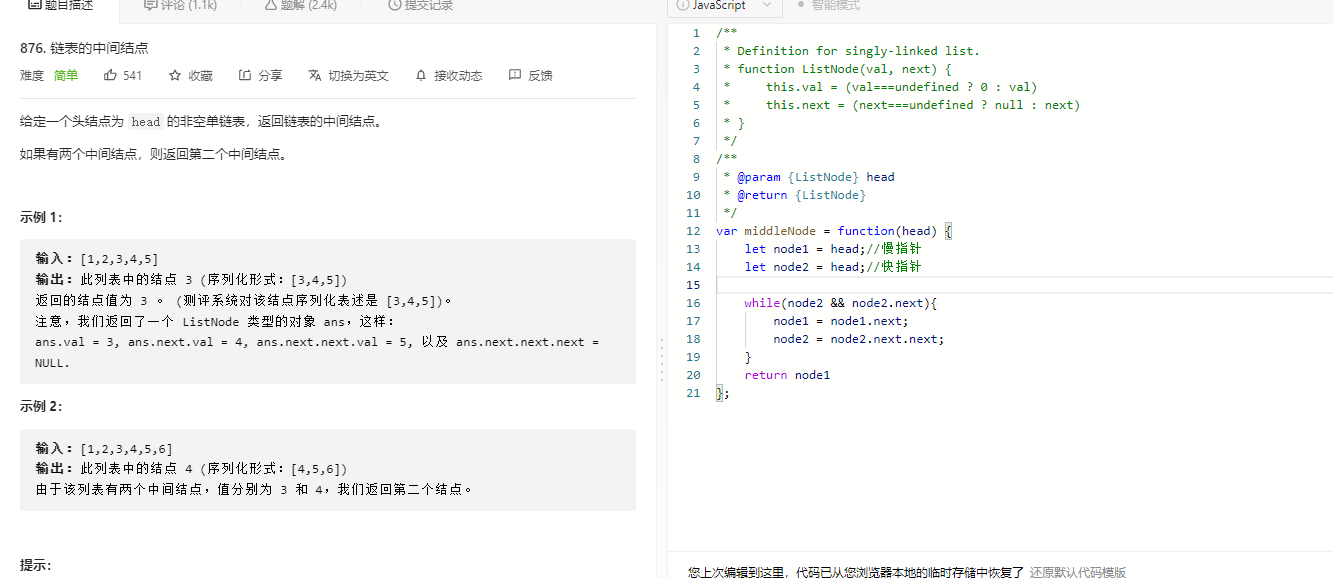 题目描述
评论 (1.1k)
题解 (2.4k)
提交记录
876. 链表的中间结点
难度 简单 541 收藏 分享 切换为英文 接收动态 反馈
给定一个头结点为 head 的非空单链表，返回链表的中间结点。
如果有两个中间结点，则返回第二个中间结点。
示例 1：
输入：[1,2,3,4,5]
输出：此列表中的结点 3 (序列化形式：[3,4,5])
返回的结点值为 3 。 (测评系统对该结点序列化表述是 [3,4,5])。
注意，我们返回了一个 ListNode 类型的对象 ans，这样：
ans.val = 3, ans.next.val = 4, ans.next.next.val = 5, 以及 ans.next.next.next =
NULL.
示例 2：
输入：[1,2,3,4,5,6]
输出：此列表中的结点 4 (序列化形式：[4,5,6])
由于该列表有两个中间结点，值分别为 3 和 4，我们返回第二个结点。
提示：
JavaScript
智能模式
1 /**
2  * Definition for singly-linked list.
3  * function ListNode(val, next) {
4  *     this.val = (val===undefined ? 0 : val)
5  *     this.next = (next===undefined ? null : next)
6  * }
7  */
8 /**
9  * @param {ListNode} head
10  * @return {ListNode}
11  */
12 var middleNode = function(head) {
13     let node1 = head;//慢指针
14     let node2 = head;//快指针
15
16     while(node2 && node2.next){
17         node1 = node1.next;
18         node2 = node2.next.next;
19     }
20     return node1
21 };
您上次编辑到这里，代码已从您浏览器本地的临时存储中恢复了 还原默认代码模版